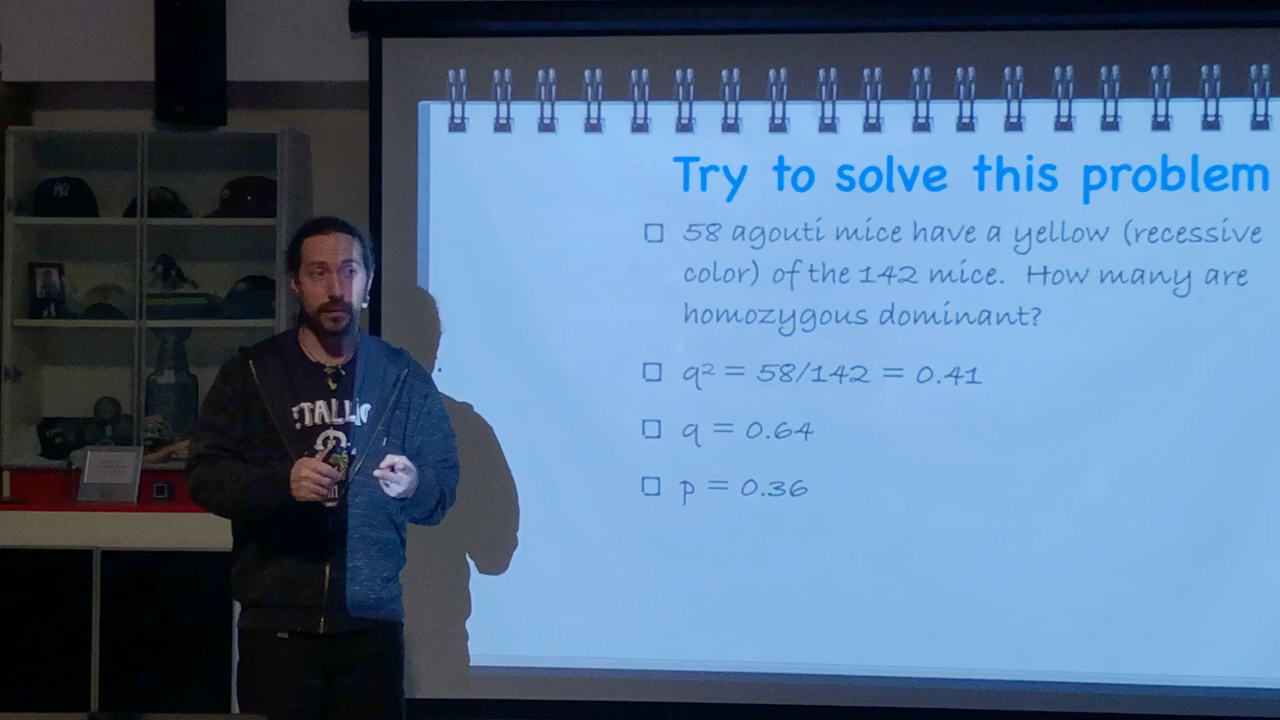 Try to solve this problem
58 agouti mice have a yellow (recessive
color) of the 142 mice. How many are
homozygous dominant?
q² = 58/142 = 0.41
q = 0.64
p = 0.36